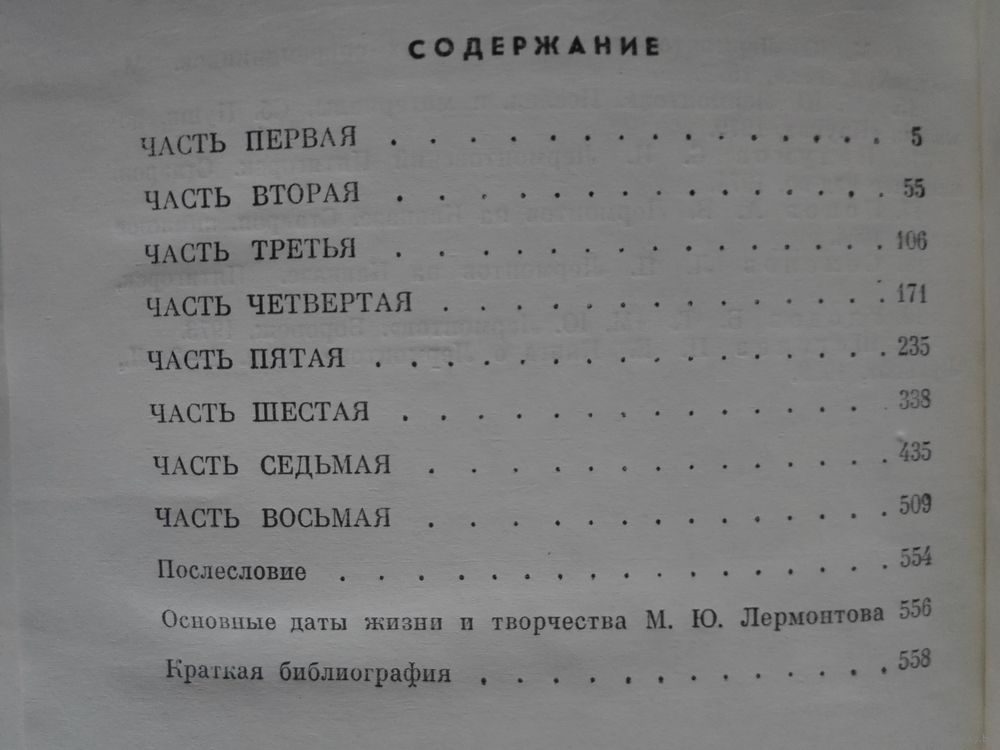 СОДЕРЖАНИЕ
ЧАСТЬ ПЕРВАЯ . . . . . . . . . . . . . . 5
ЧАСТЬ ВТОРАЯ . . . . . . . . . . . . . . 55
ЧАСТЬ ТРЕТЬЯ . . . . . . . . . . . . . . 106
ЧАСТЬ ЧЕТВЕРТАЯ . . . . . . . . . . . . 171
ЧАСТЬ ПЯТАЯ . . . . . . . . . . . . . . 235
ЧАСТЬ ШЕСТАЯ . . . . . . . . . . . . . 338
ЧАСТЬ СЕДЬМАЯ . . . . . . . . . . . . 435
ЧАСТЬ ВОСЬМАЯ . . . . . . . . . . . . 509
Послесловие . . . . . . . . . . . . . . . 554
Основные даты жизни и творчества М. Ю. Лермонтова 556
Краткая библиография . . . . . . . . . . . . 558